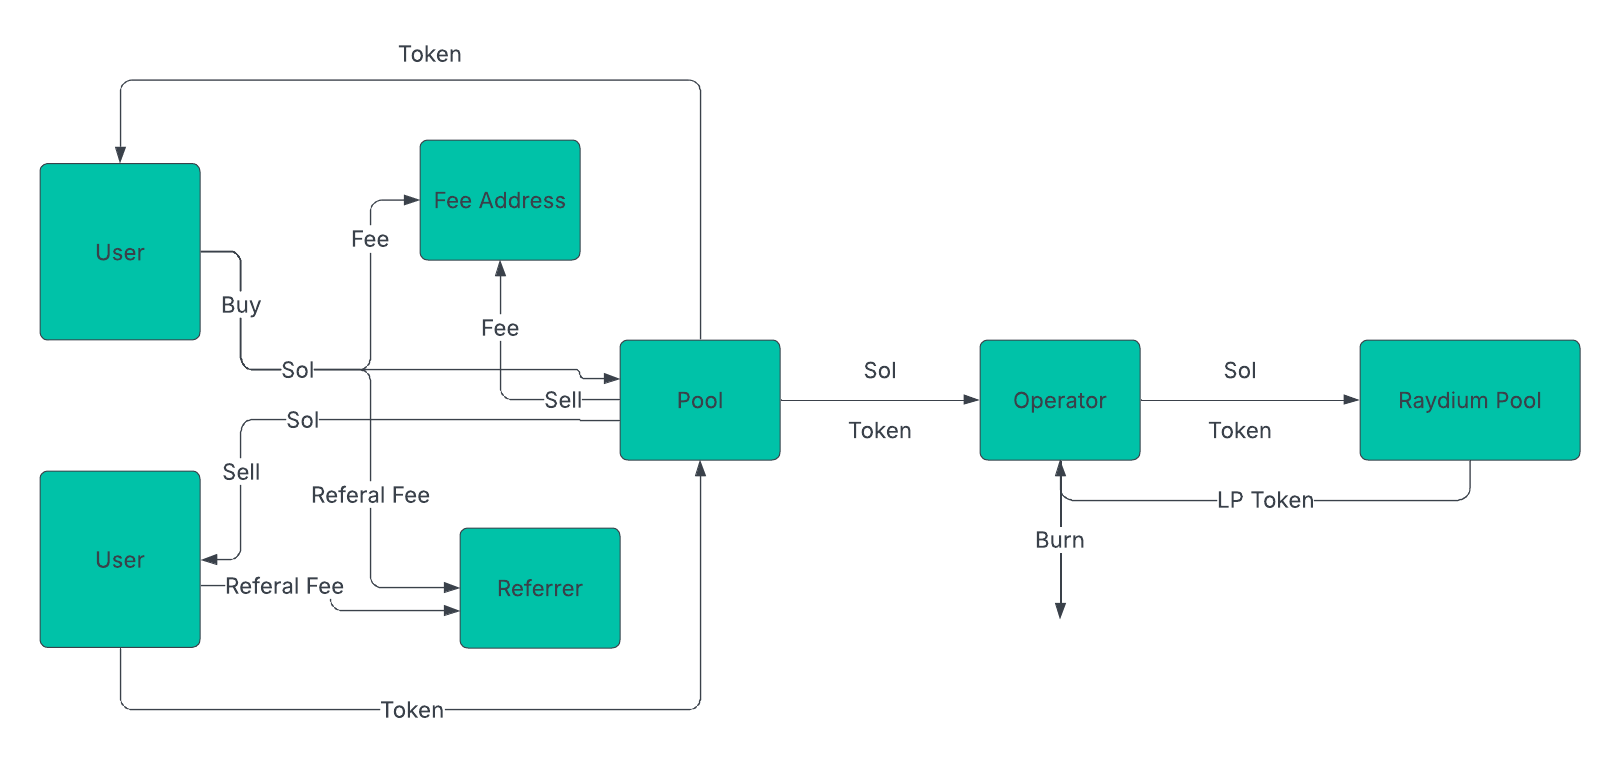 Token
Fee Address
Fee
User
Buy
Fee
Sol
Sol
Sol
Sell
Pool
Operator
Raydium Pool
Sol
Token
Token
Sell
Referal Fee
LP Token
Burn
User
Referal Fee
Referrer
Token